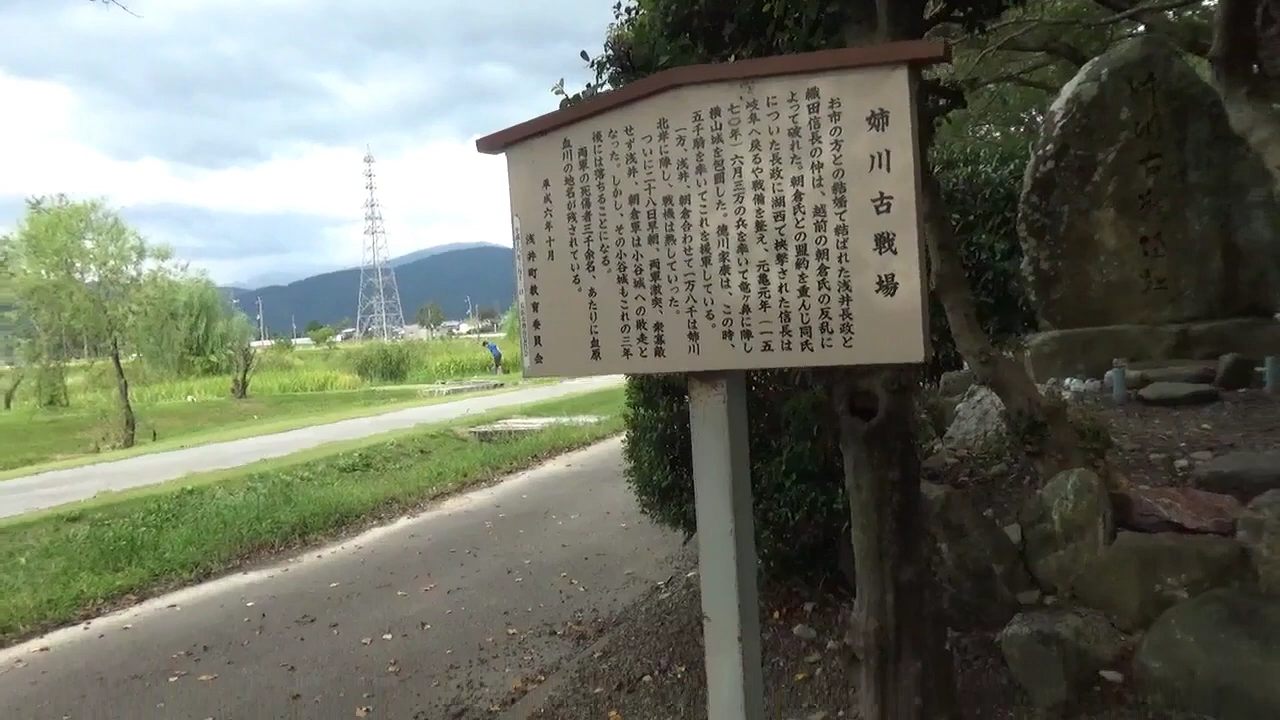 姉川古戦場
お市の方との結婚で結ばれた浅井長政と
織田信長の仲は、越前の朝倉氏の反乱に
よって破れた。朝倉氏との盟約を重んじ同氏
についた長政に湖西で挟撃された信長は
岐阜へ戻るや戦備を整え、元亀元年(一五
七〇年)六月三万の兵を率いて竜ヶ鼻に陣し
横山城を包囲した。徳川家康は、この時、
五千騎を率いてこれを援軍している。
一方、浅井、朝倉合わせて一万八千は姉川
北岸に陣し、戦機は熟していった。
ついに二十八日早朝、両軍激突、衆寡敵
せず浅井、朝倉軍は小谷城への敗走と
なった。しかし、その小谷城もこれの三年
後には落ちることになる。
両軍の死傷者三千余名、あたりに血原
血川の地名が残されている。
平成六年十月
浅井町教育委員会